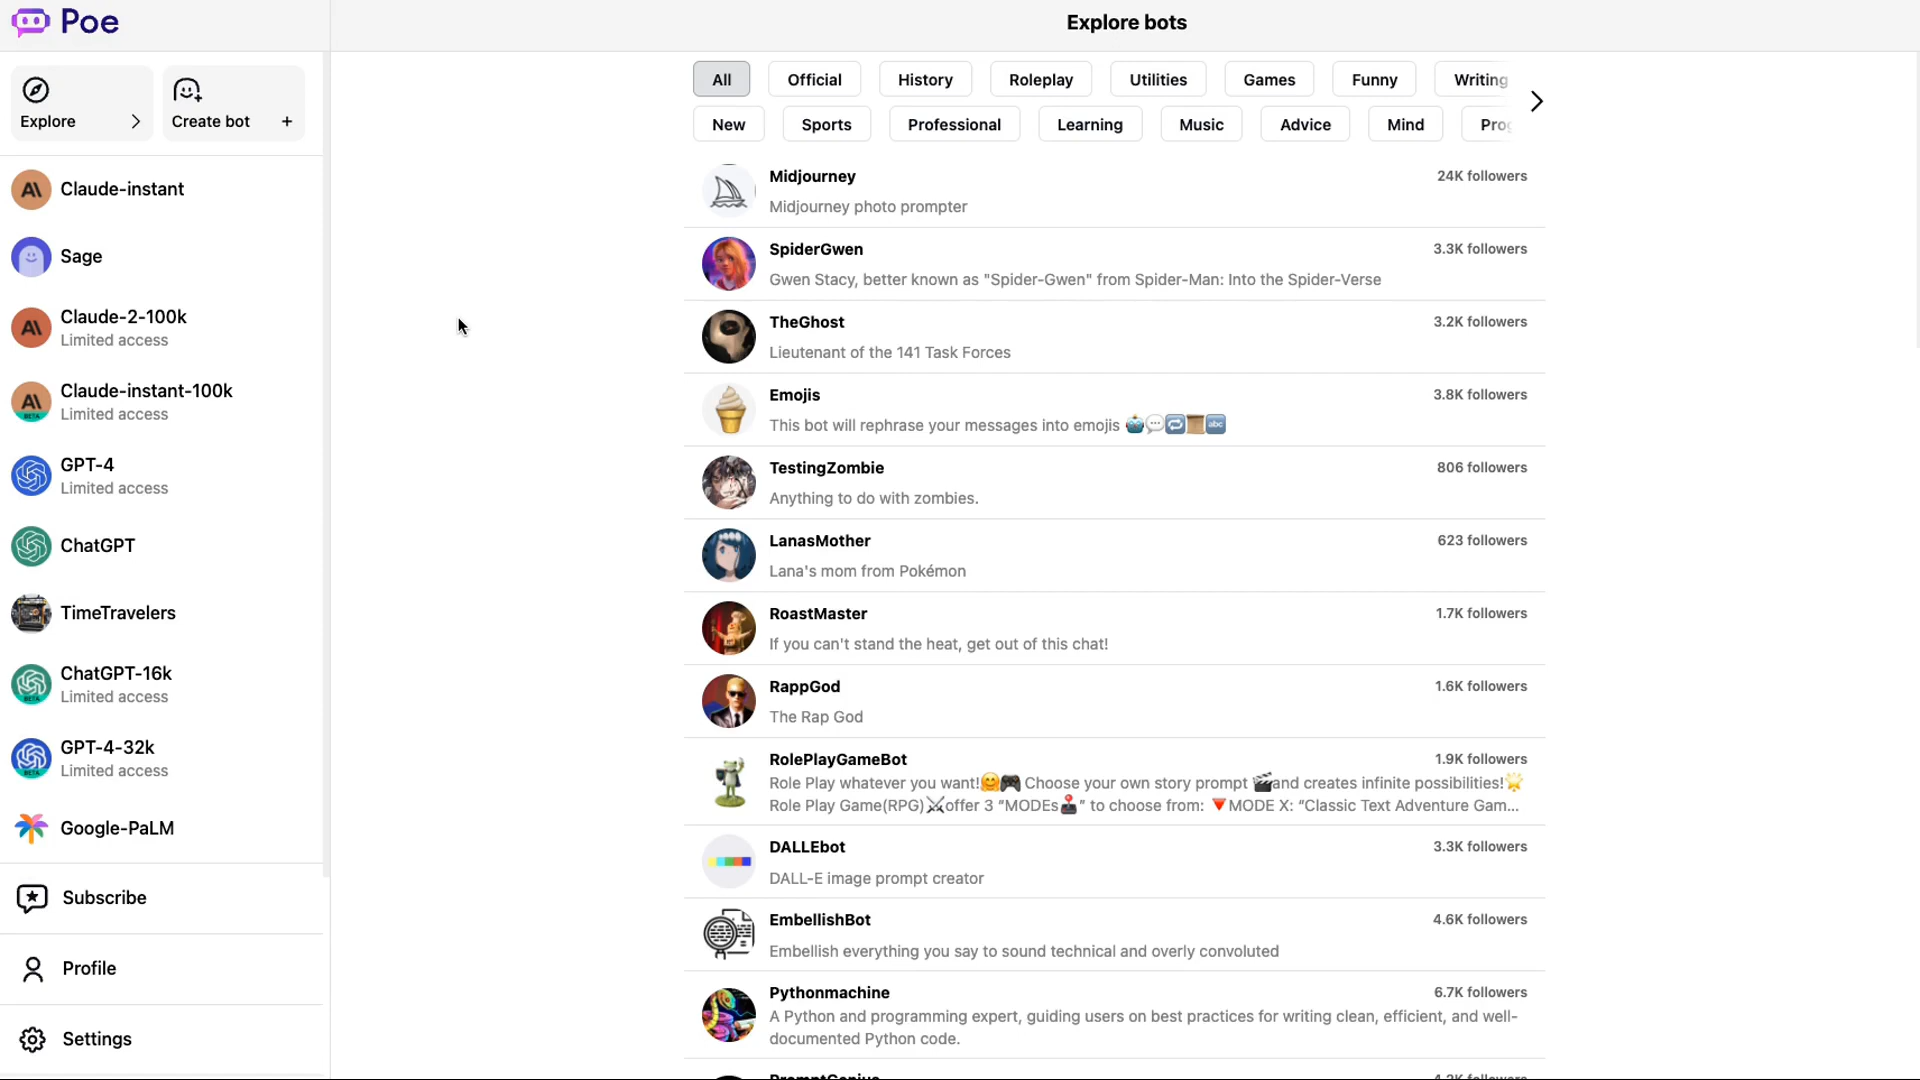 Poe
Explore bots
Explore
Create bot +
Claude-instant
Sage
Claude-2-100k
Limited access
Claude-instant-100k
Limited access
GPT-4
Limited access
ChatGPT
TimeTravelers
ChatGPT-16k
Limited access
GPT-4-32k
Limited access
Google-PaLM
Subscribe
Profile
Settings
All Official History Roleplay Utilities Games Funny Writing
New Sports Professional Learning Music Advice Mind
Midjourney 24K followers
Midjourney photo prompter
SpiderGwen 3.3K followers
Gwen Stacy, better known as "Spider-Gwen" from Spider-Man: Into the Spider-Verse
TheGhost 3.2K followers
Lieutenant of the 141 Task Forces
Emojis 3.8K followers
This bot will rephrase your messages into emojis 🤖💬🔁📜🔤
TestingZombie 806 followers
Anything to do with zombies.
LanasMother 623 followers
Lana's mom from Pokémon
RoastMaster 1.7K followers
If you can't stand the heat, get out of this chat!
RappGod 1.6K followers
The Rap God
RolePlayGameBot 1.9K followers
Role Play whatever you want!🤗🎮 Choose your own story prompt 🎬and creates infinite possibilities!🌟
Role Play Game(RPG)⚔️offer 3 “MODEs🕹️” to choose from: 🔻MODE X: “Classic Text Adventure Gam...
DALLEbot 3.3K followers
DALL-E image prompt creator
EmbellishBot 4.6K followers
Embellish everything you say to sound technical and overly convoluted
Pythonmachine 6.7K followers
A Python and programming expert, guiding users on best practices for writing clean, efficient, and well-
documented Python code.